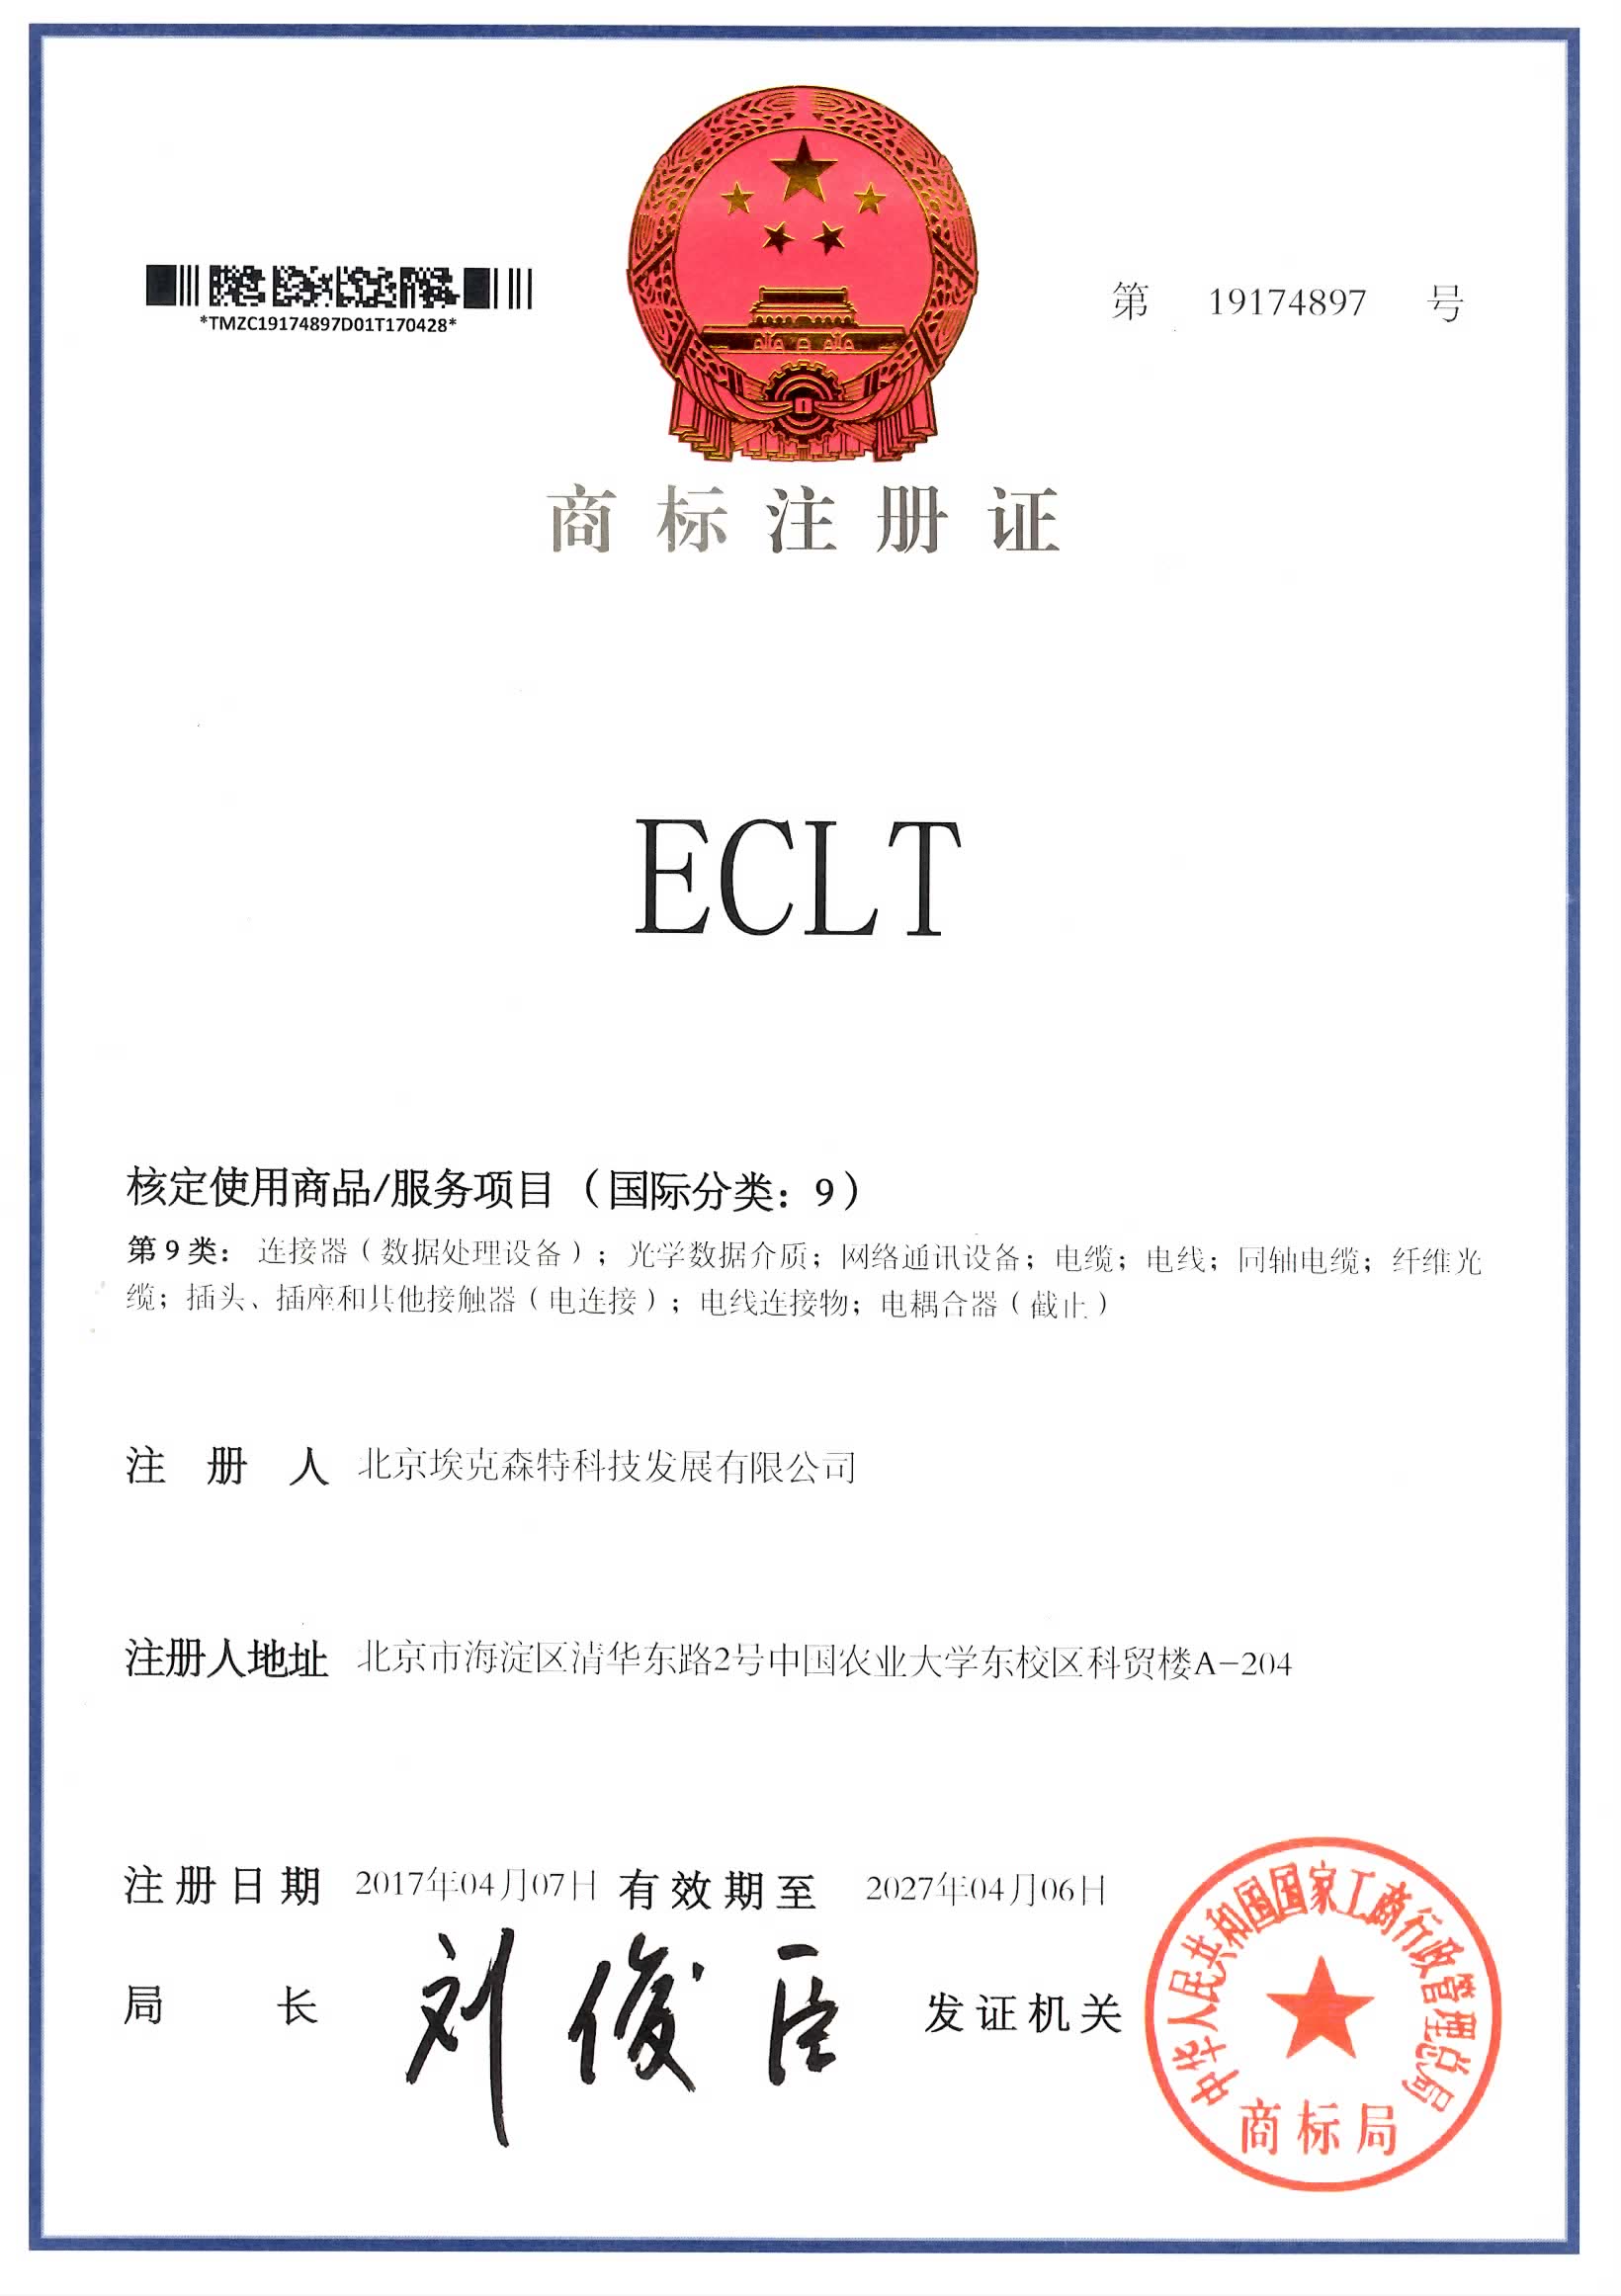 *TMZC19174897D01T170428*
第 19174897 号
商标注册证
ECLT
核定使用商品/服务项目（国际分类：9）
第9类：连接器（数据处理设备）；光学数据介质；网络通讯设备；电缆；电线；同轴电缆；纤维光
缆；插头、插座和其他接触器（电连接）；电线连接物；电耦合器（截止）
注册人 北京埃克森特科技发展有限公司
注册人地址 北京市海淀区清华东路2号中国农业大学东校区科贸楼A-204
注册日期 2017年04月07日 有效期至 2027年04月06日
局长 刘俊臣 发证机关
中华人民共和国国家工商行政管理总局
商标局